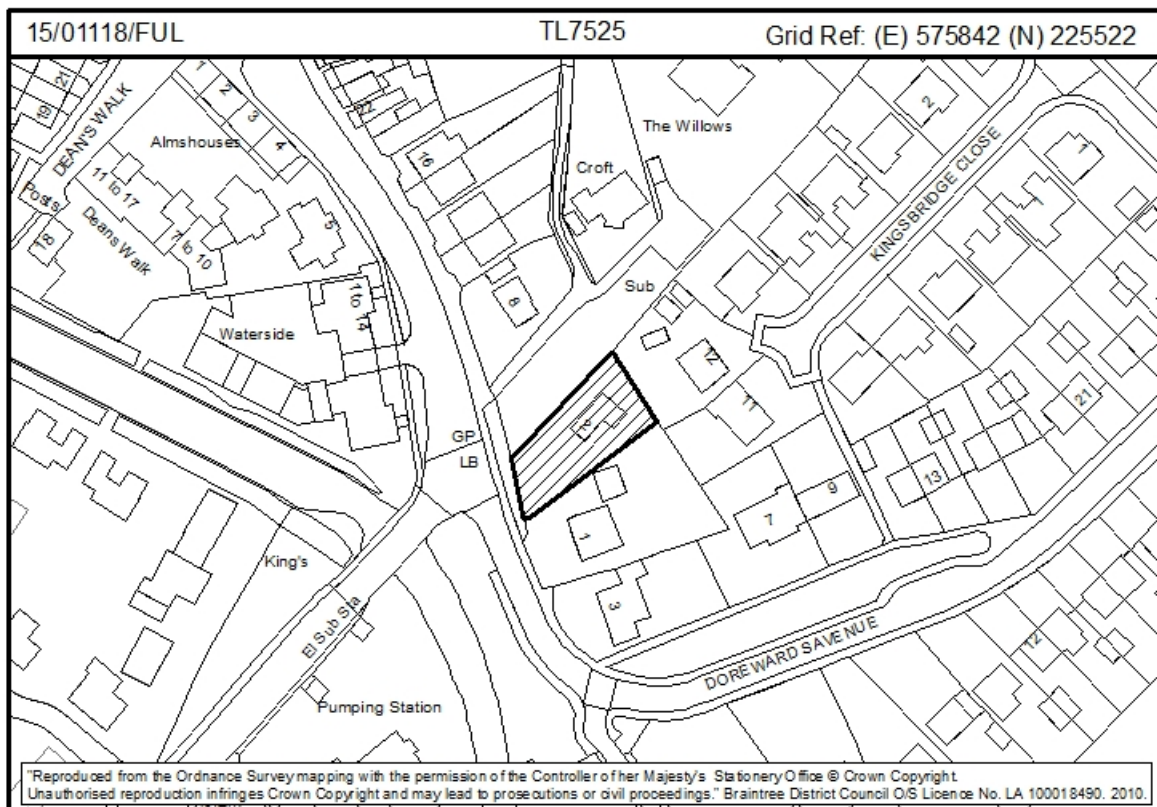 15/01118/FUL
TL7525
Grid Ref: (E) 575842 (N) 225522
21
19
DEAN'S WALK
Posts
18
11 to 17
Deans Walk
7 to 10
Almshouses
1
2
3
4
5
22
16
The Willows
Croft
2
1
1
KINGSBRIDGE CLOSE
1 to 14
Waterside
8
Sub
12
11
2
GP
LB
21
13
9
7
1
3
King's
El Sub Sta
Pumping Station
DOREWARDS AVENUE
12
"Reproduced from the Ordnance Survey mapping with the permission of the Controller of her Majesty's Stationery Office © Crown Copyright.
Unauthorised reproduction infringes Crown Copyright and may lead to prosecutions or civil proceedings." Braintree District Council O/S Licence No. LA 100018490. 2010.